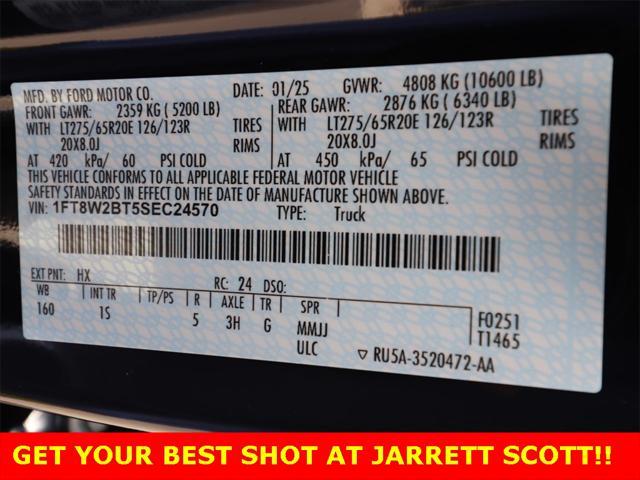 MFD. BY FORD MOTOR CO. DATE: 01/25 GVWR: 4808 KG (10600 LB)
FRONT GAWR: 2359 KG (5200 LB) REAR GAWR: 2876 KG (6340 LB)
WITH LT275/65R20E 126/123R TIRES WITH LT275/65R20E 126/123R TIRES
20X8.0J RIMS 20X8.0J RIMS
AT 420 kPa/ 60 PSI COLD AT 450 kPa/ 65 PSI COLD
THIS VEHICLE CONFORMS TO ALL APPLICABLE FEDERAL MOTOR VEHICLE
SAFETY STANDARDS IN EFFECT ON THE DATE OF MANUFACTURE SHOWN ABOVE.
VIN: 1FT8W2BT5SEC24570 TYPE: Truck
EXT PNT: HX RC: 24 DSO:
WB INT TR TP/PS R AXLE TR SPR
160 1S 5 3H G MMJJ F0251
ULC T1465
▽ RU5A-3520472-AA
GET YOUR BEST SHOT AT JARRETT SCOTT!!